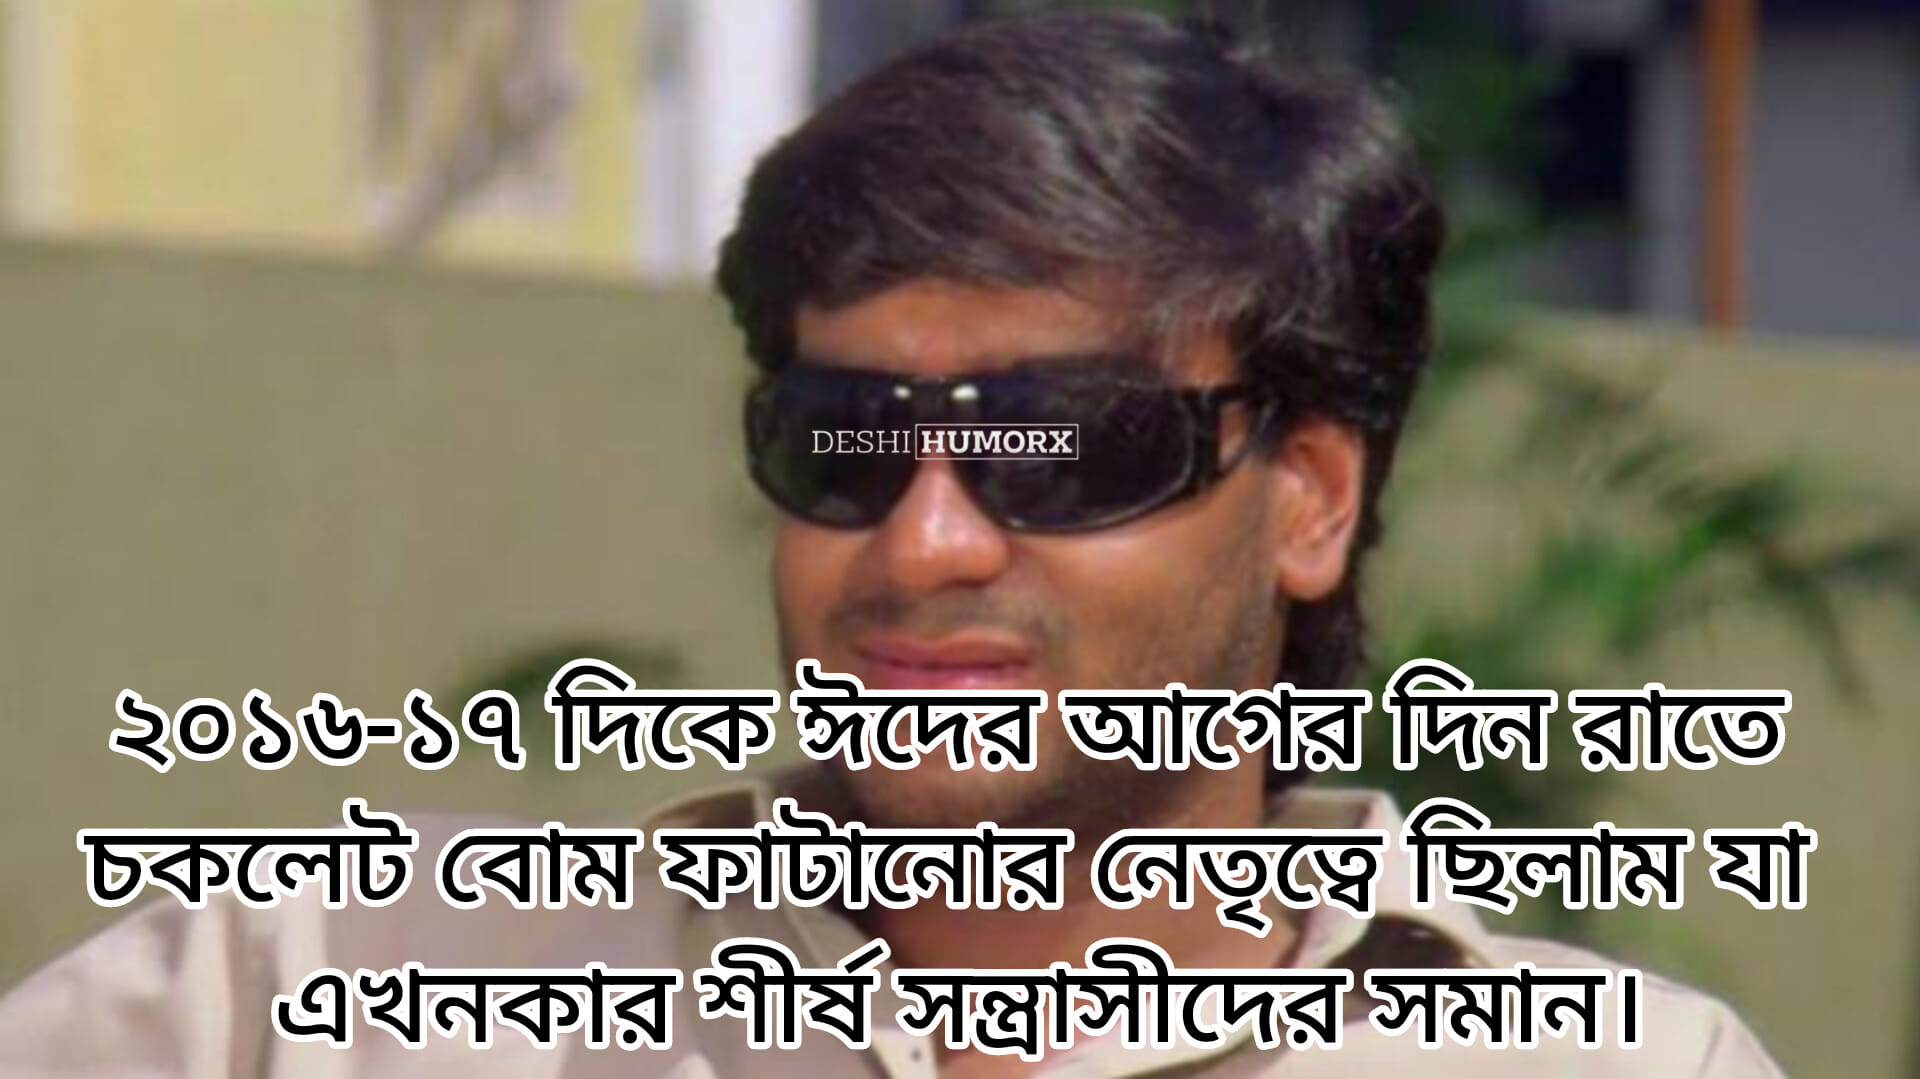 DESHI HUMORX
২০১৬-১৭ দিকে ঈদের আগের দিন রাতে
চকলেট বোম ফাটানোর নেতৃত্বে ছিলাম যা
এখনকার শীর্ষ সন্ত্রাসীদের সমান।